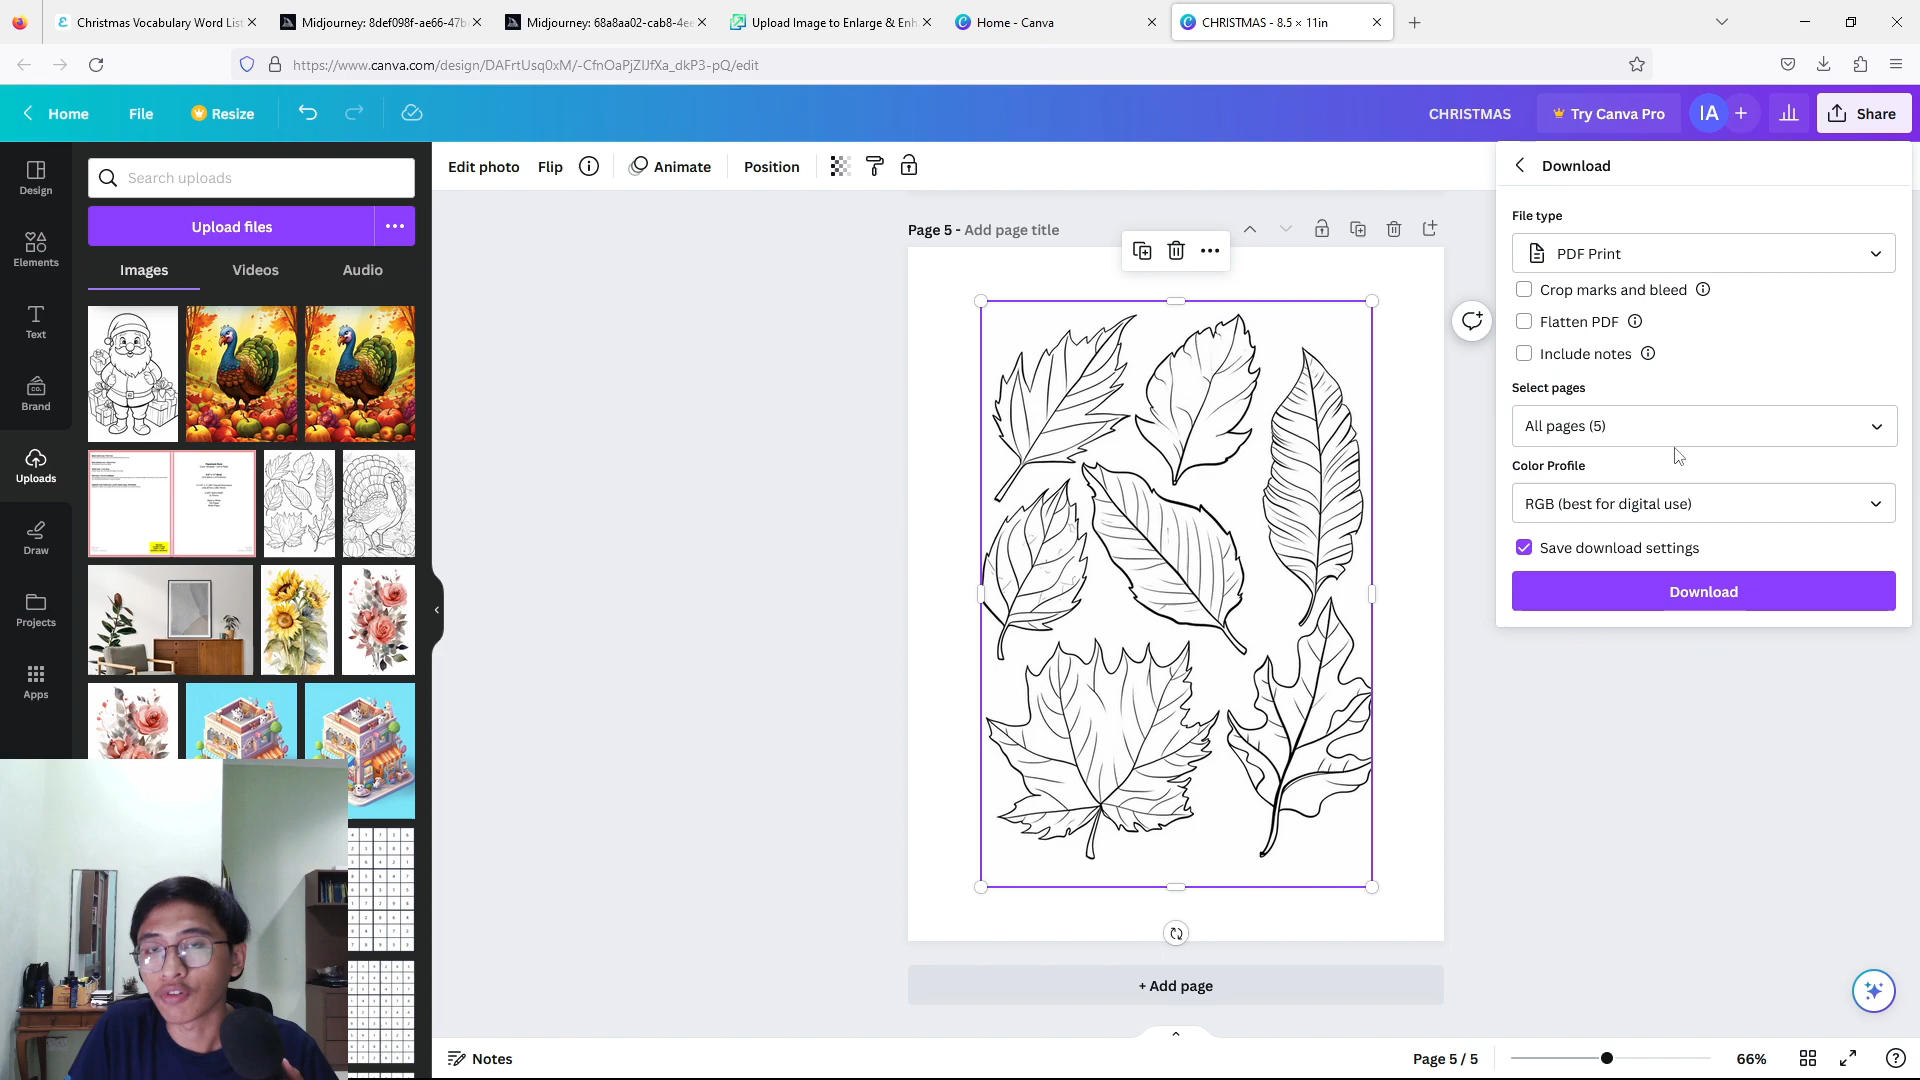 Christmas Vocabulary Word List
Midjourney: 8def098f-ae66-47b
Midjourney: 68a8aa02-cab8-4ee
Upload Image to Enlarge & Enh
Home - Canva
CHRISTMAS - 8.5 × 11in
https://www.canva.com/design/DAFrtUsq0xM/-CfnOaPjZIJfXa_dkP3-pQ/edit
Home
File
Resize
CHRISTMAS
Try Canva Pro
IA
Share
Design
Elements
Text
Brand
Uploads
Draw
Projects
Apps
Search uploads
Upload files
Images
Videos
Audio
Edit photo
Flip
Animate
Position
Page 5 - Add page title
+ Add page
Download
File type
PDF Print
Crop marks and bleed
Flatten PDF
Include notes
Select pages
All pages (5)
Color Profile
RGB (best for digital use)
Save download settings
Download
Notes
Page 5 / 5
66%